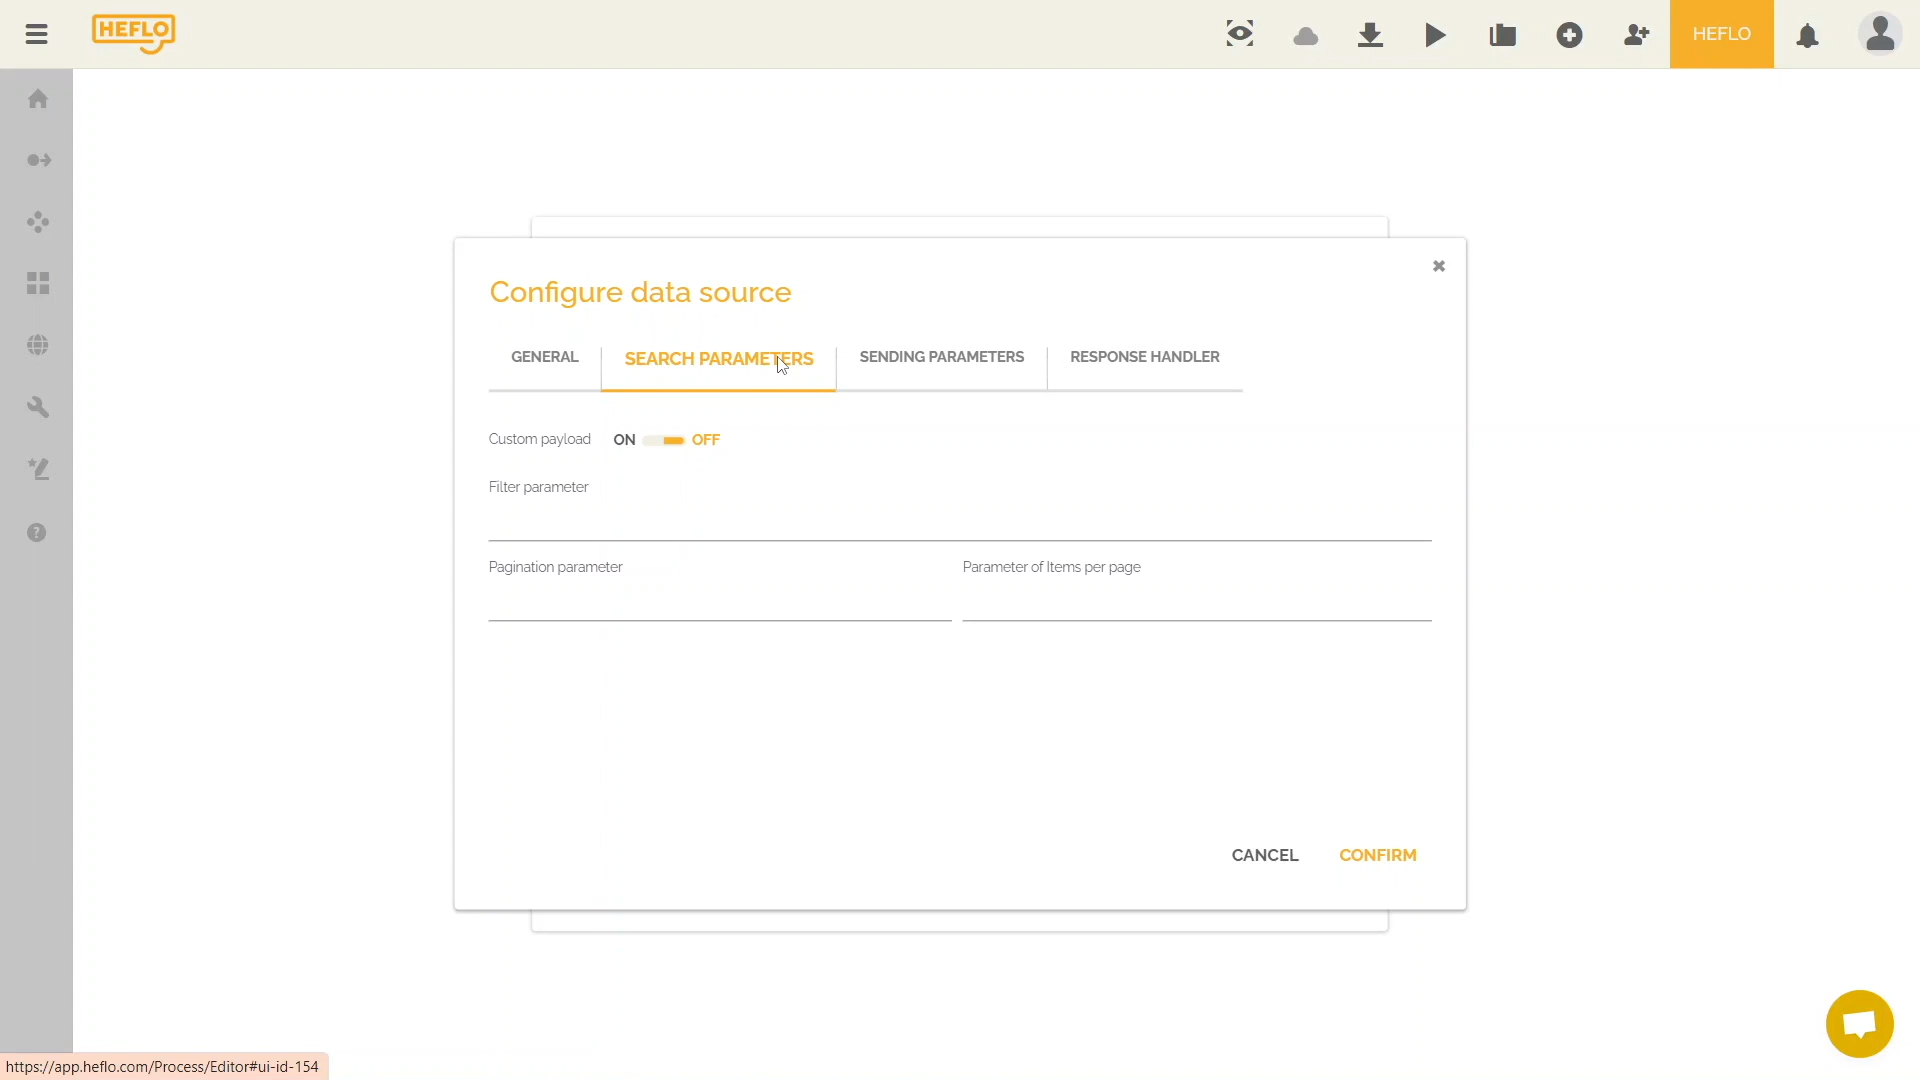 HEFLO
HEFLO
Configure data source
GENERAL
SEARCH PARAMETERS
SENDING PARAMETERS
RESPONSE HANDLER
Custom payload ON OFF
Filter parameter
Pagination parameter
Parameter of Items per page
CANCEL
CONFIRM
https://app.heflo.com/Process/Editor#ui-id-154